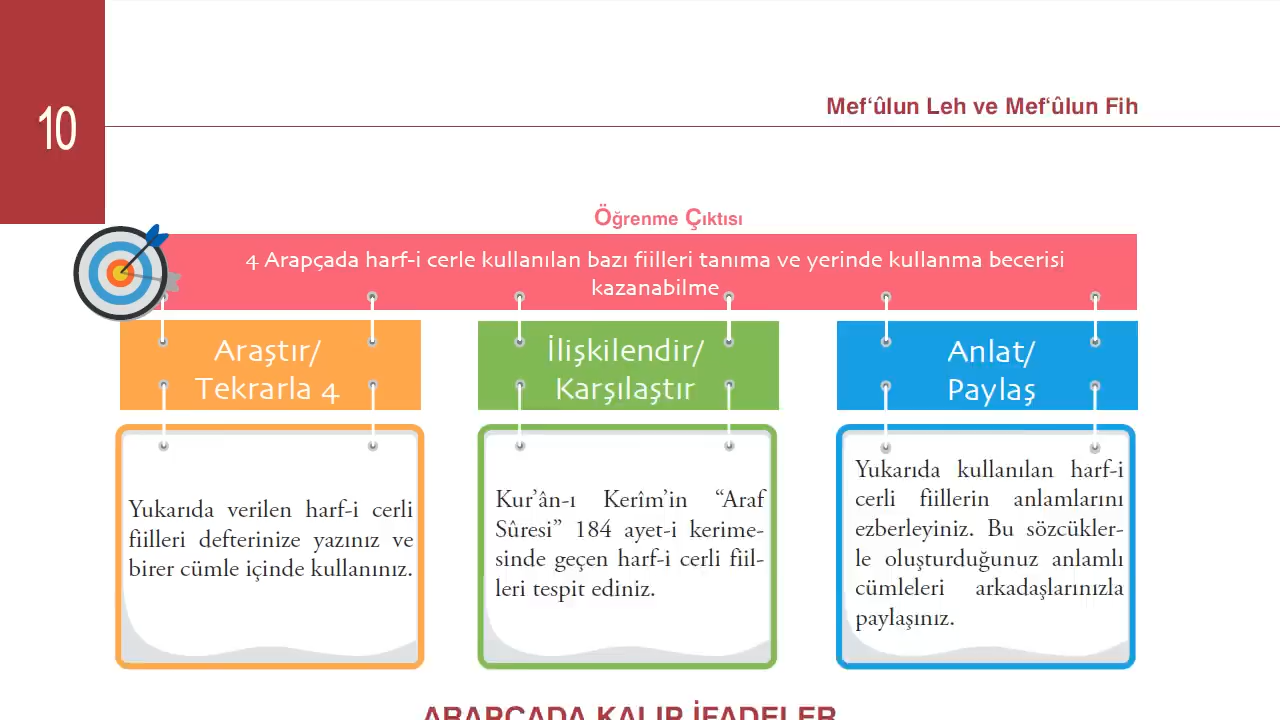 10
Mef‘ûlun Leh ve Mef‘ûlun Fih
Öğrenme Çıktısı
4 Arapçada harf-i cerle kullanılan bazı fiilleri tanıma ve yerinde kullanma becerisi
kazanabilme
Araştır/
Tekrarla 4
Yukarıda verilen harf-i cerli
fiilleri defterinize yazınız ve
birer cümle içinde kullanınız.
İlişkilendir/
Karşılaştır
Kur’ân-ı Kerîm’in “Araf
Sûresi” 184 ayet-i kerime-
sinde geçen harf-i cerli fiil-
leri tespit ediniz.
Anlat/
Paylaş
Yukarıda kullanılan harf-i
cerli fiillerin anlamlarını
ezberleyiniz. Bu sözcükler-
le oluşturduğunuz anlamlı
cümleleri arkadaşlarınızla
paylaşınız.
ARAPÇADA KALIP İFADELER